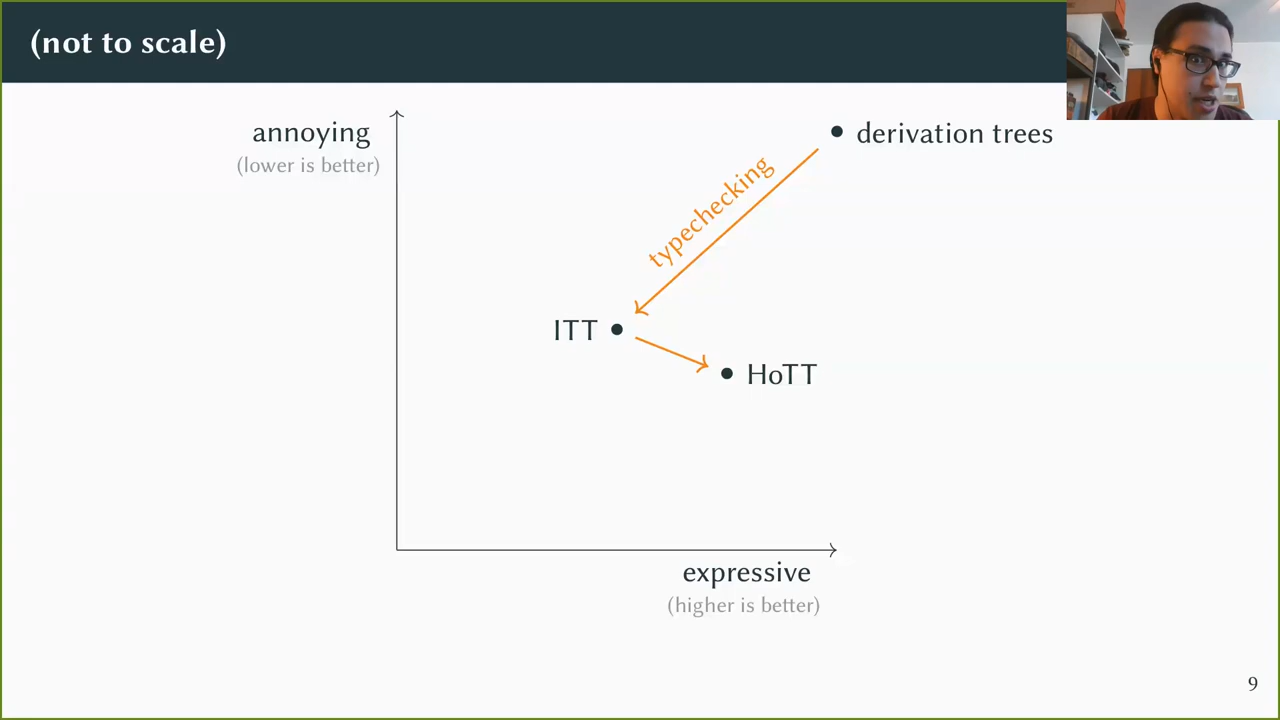 (not to scale)
annoying
(lower is better)
derivation trees
typechecking
ITT
HoTT
expressive
(higher is better)
9